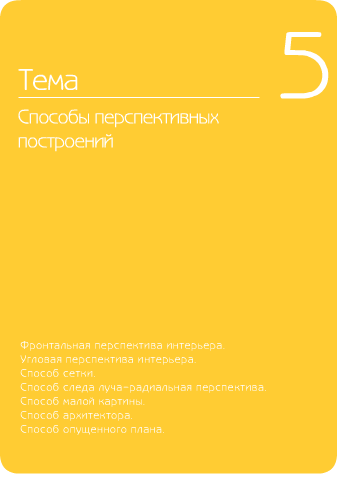 5
Тема
Способы перспективных
построений
Фронтальная перспектива интерьера.
Угловая перспектива интерьера.
Способ сетки.
Способ следа луча-радиальная перспектива.
Способ малой картины
Способ архитектора.
Способ опущенного плана.